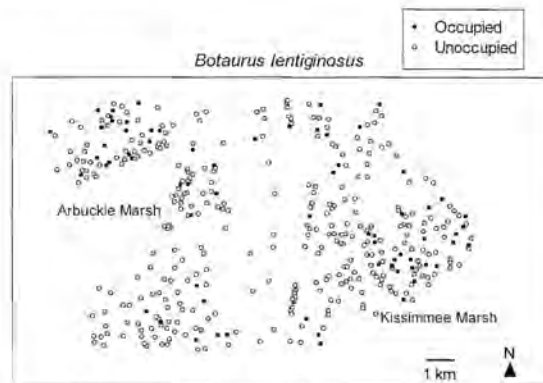 Occupied
Unoccupied
Botaurus lentiginosus
Arbuckle Marsh
Kissimmee Marsh
1 km
N